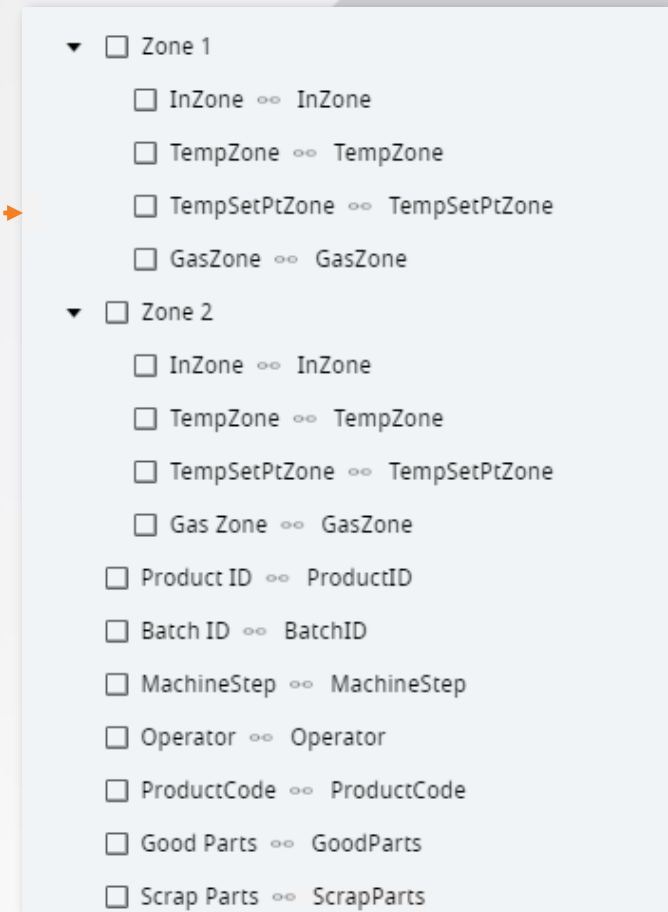 Zone 1
InZone InZone
TempZone TempZone
TempSetPtZone TempSetPtZone
GasZone GasZone
Zone 2
InZone InZone
TempZone TempZone
TempSetPtZone TempSetPtZone
Gas Zone GasZone
Product ID ProductID
Batch ID BatchID
MachineStep MachineStep
Operator Operator
ProductCode ProductCode
Good Parts GoodParts
Scrap Parts ScrapParts